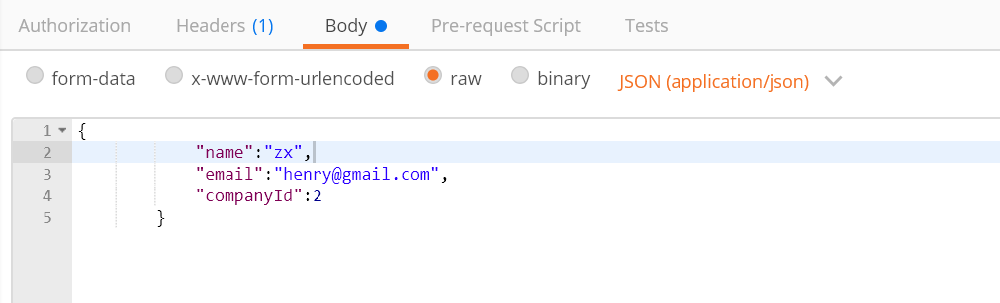 Authorization Headers (1) Body Pre-request Script Tests
form-data x-www-form-urlencoded raw binary JSON (application/json)
1 {
2 "name":"zx",
3 "email":"henry@gmail.com",
4 "companyId":2
5 }